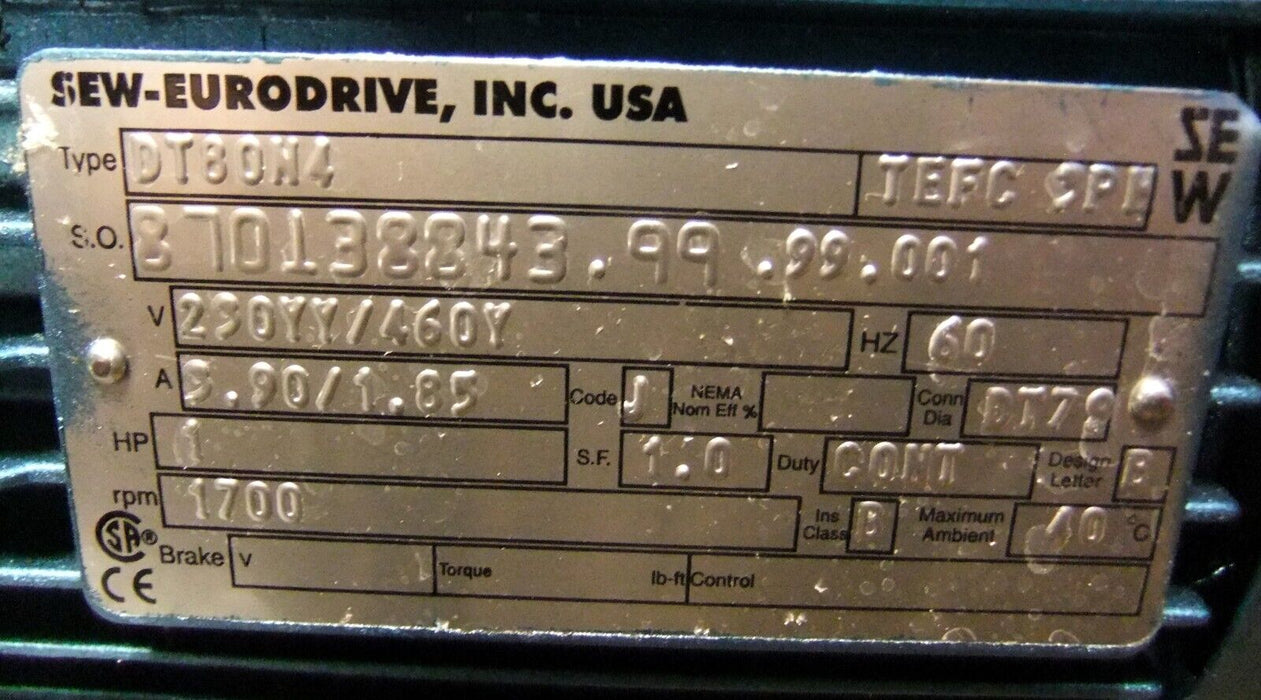 SEW-EURODRIVE, INC. USA
SEW
Type DT80N4 TEFC
S.O. 870138843.99.99.001
V 230YY/460Y HZ 60
A 3.90/1.85 Code J NEMA Nom Eff % Conn Dia DT79
HP 1 S.F. 1.0 Duty CONT Design Letter B
rpm 1700 Ins Class B Maximum Ambient 40 °C
SA®
CE
Brake V Torque lb-ft Control